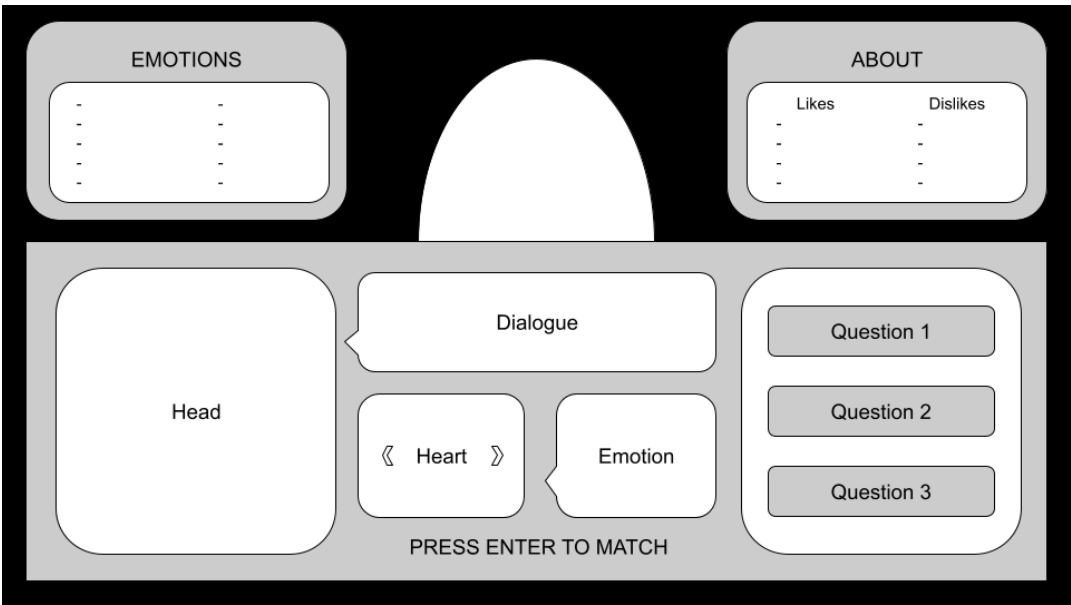 EMOTIONS
- -
- -
- -
- -
- -
ABOUT
Likes Dislikes
- -
- -
- -
- -
Dialogue
Head
《 Heart 》
Emotion
PRESS ENTER TO MATCH
Question 1
Question 2
Question 3